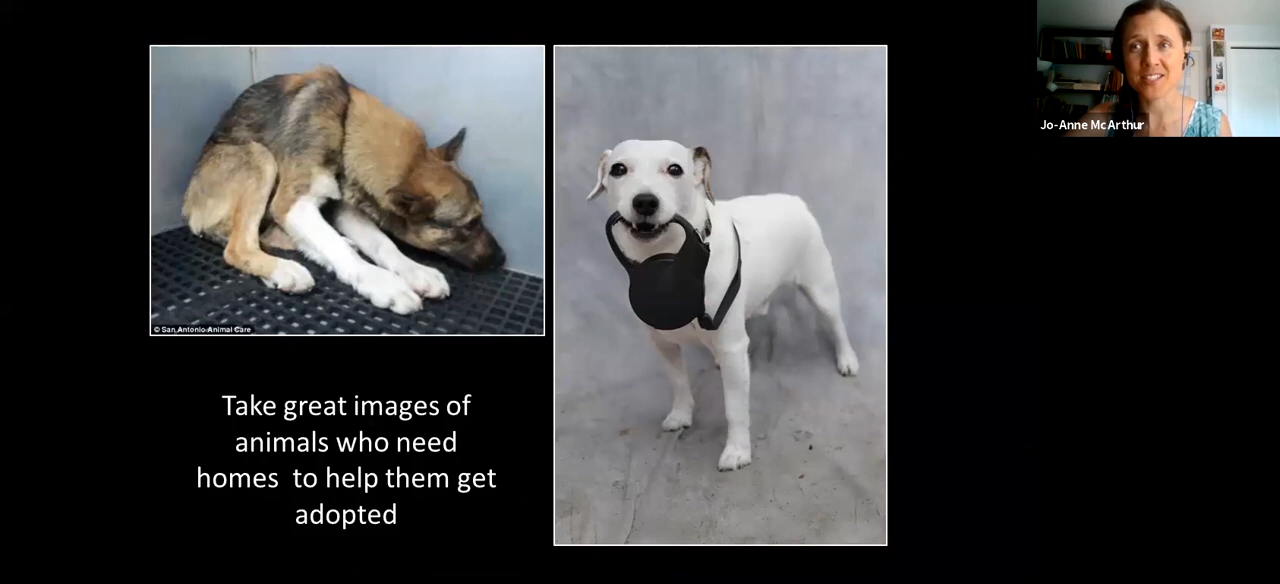 Jo-Anne McArthur
© San Antonio Animal Care
Take great images of
animals who need
homes  to help them get
adopted